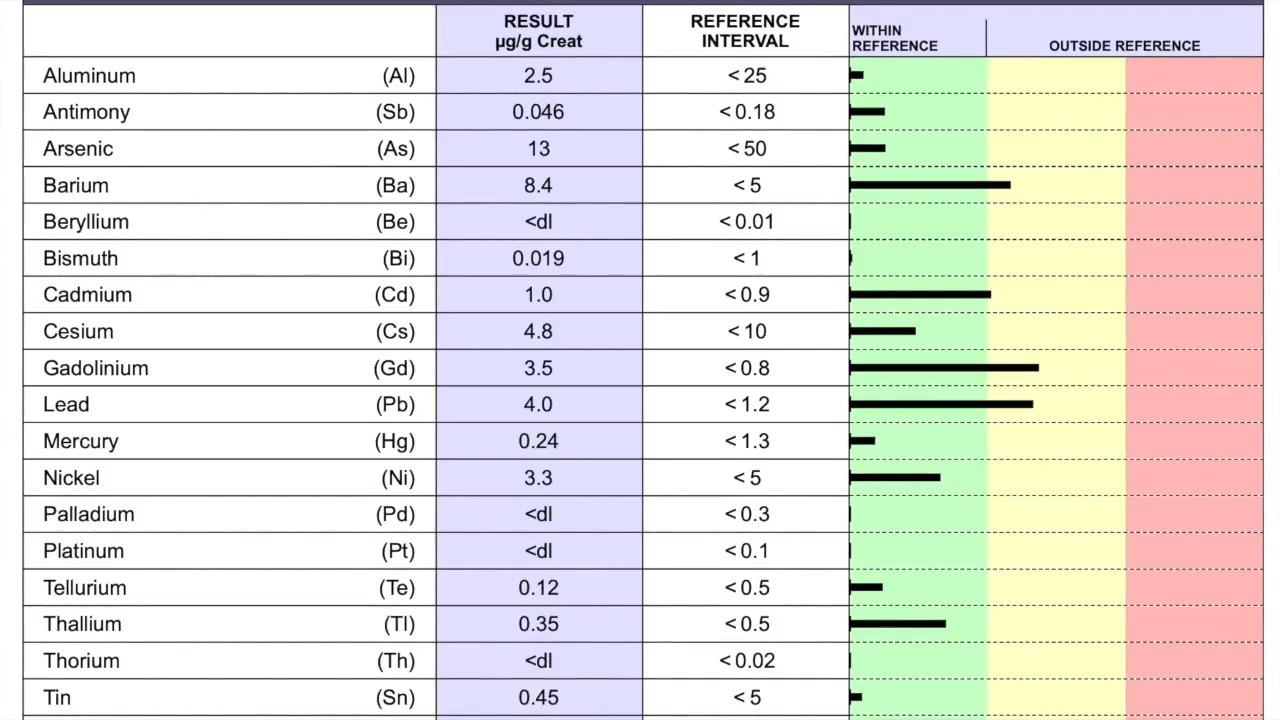 RESULT
µg/g Creat
REFERENCE
INTERVAL
WITHIN
REFERENCE
OUTSIDE REFERENCE
Aluminum (Al) 2.5 < 25
Antimony (Sb) 0.046 < 0.18
Arsenic (As) 13 < 50
Barium (Ba) 8.4 < 5
Beryllium (Be) <dl < 0.01
Bismuth (Bi) 0.019 < 1
Cadmium (Cd) 1.0 < 0.9
Cesium (Cs) 4.8 < 10
Gadolinium (Gd) 3.5 < 0.8
Lead (Pb) 4.0 < 1.2
Mercury (Hg) 0.24 < 1.3
Nickel (Ni) 3.3 < 5
Palladium (Pd) <dl < 0.3
Platinum (Pt) <dl < 0.1
Tellurium (Te) 0.12 < 0.5
Thallium (Tl) 0.35 < 0.5
Thorium (Th) <dl < 0.02
Tin (Sn) 0.45 < 5